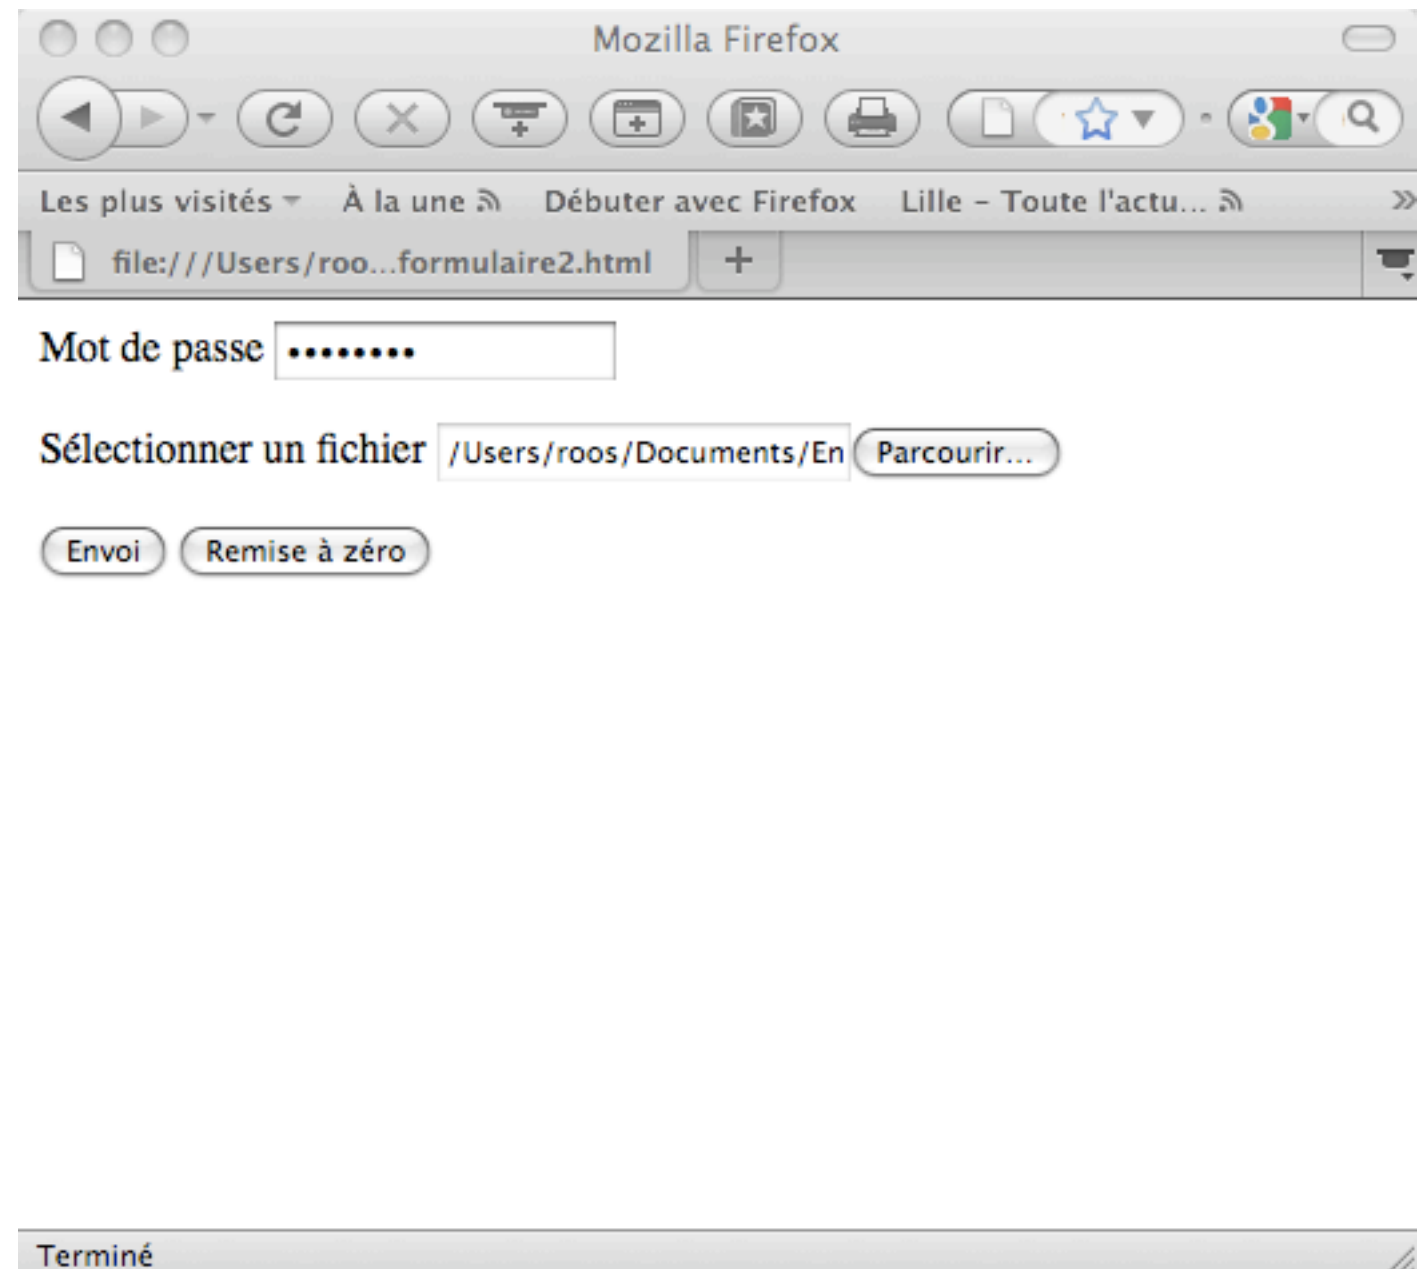 Mozilla Firefox
Les plus visités À la une Débuter avec Firefox Lille – Toute l'actu... »
file:///Users/roo...formulaire2.html +
Mot de passe ••••••••
Sélectionner un fichier /Users/roos/Documents/En Parcourir...
Envoi Remise à zéro
Terminé